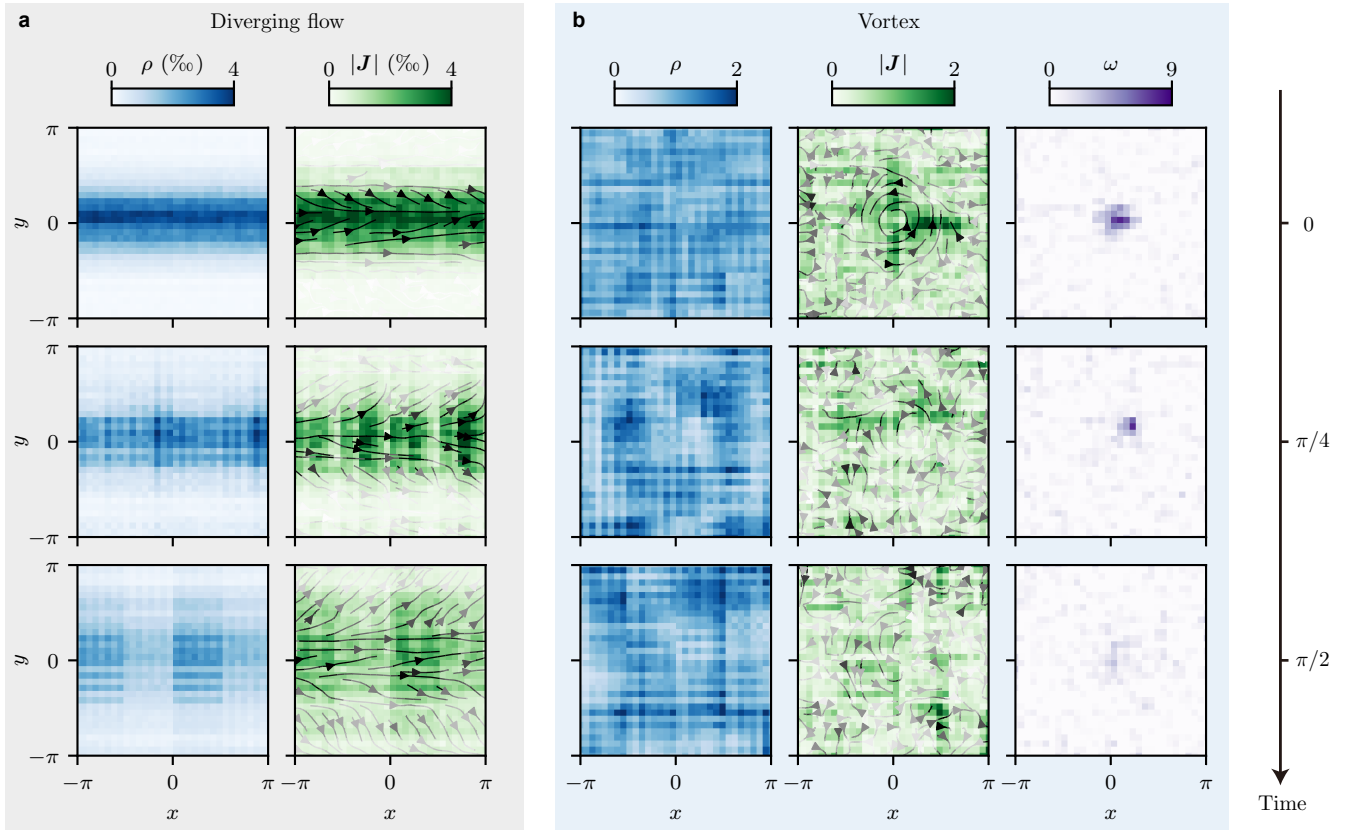 a Diverging flow b Vortex
ρ (‰) |J| (‰) ρ |J| ω
0 4 0 4 0 2 0 2 0 9
π
y 0 0
−π
π
y 0 π/4
−π
π
y 0 π/2
−π
−π 0 π −π 0 π −π 0 π −π 0 π −π 0 π
x x x x x
Time